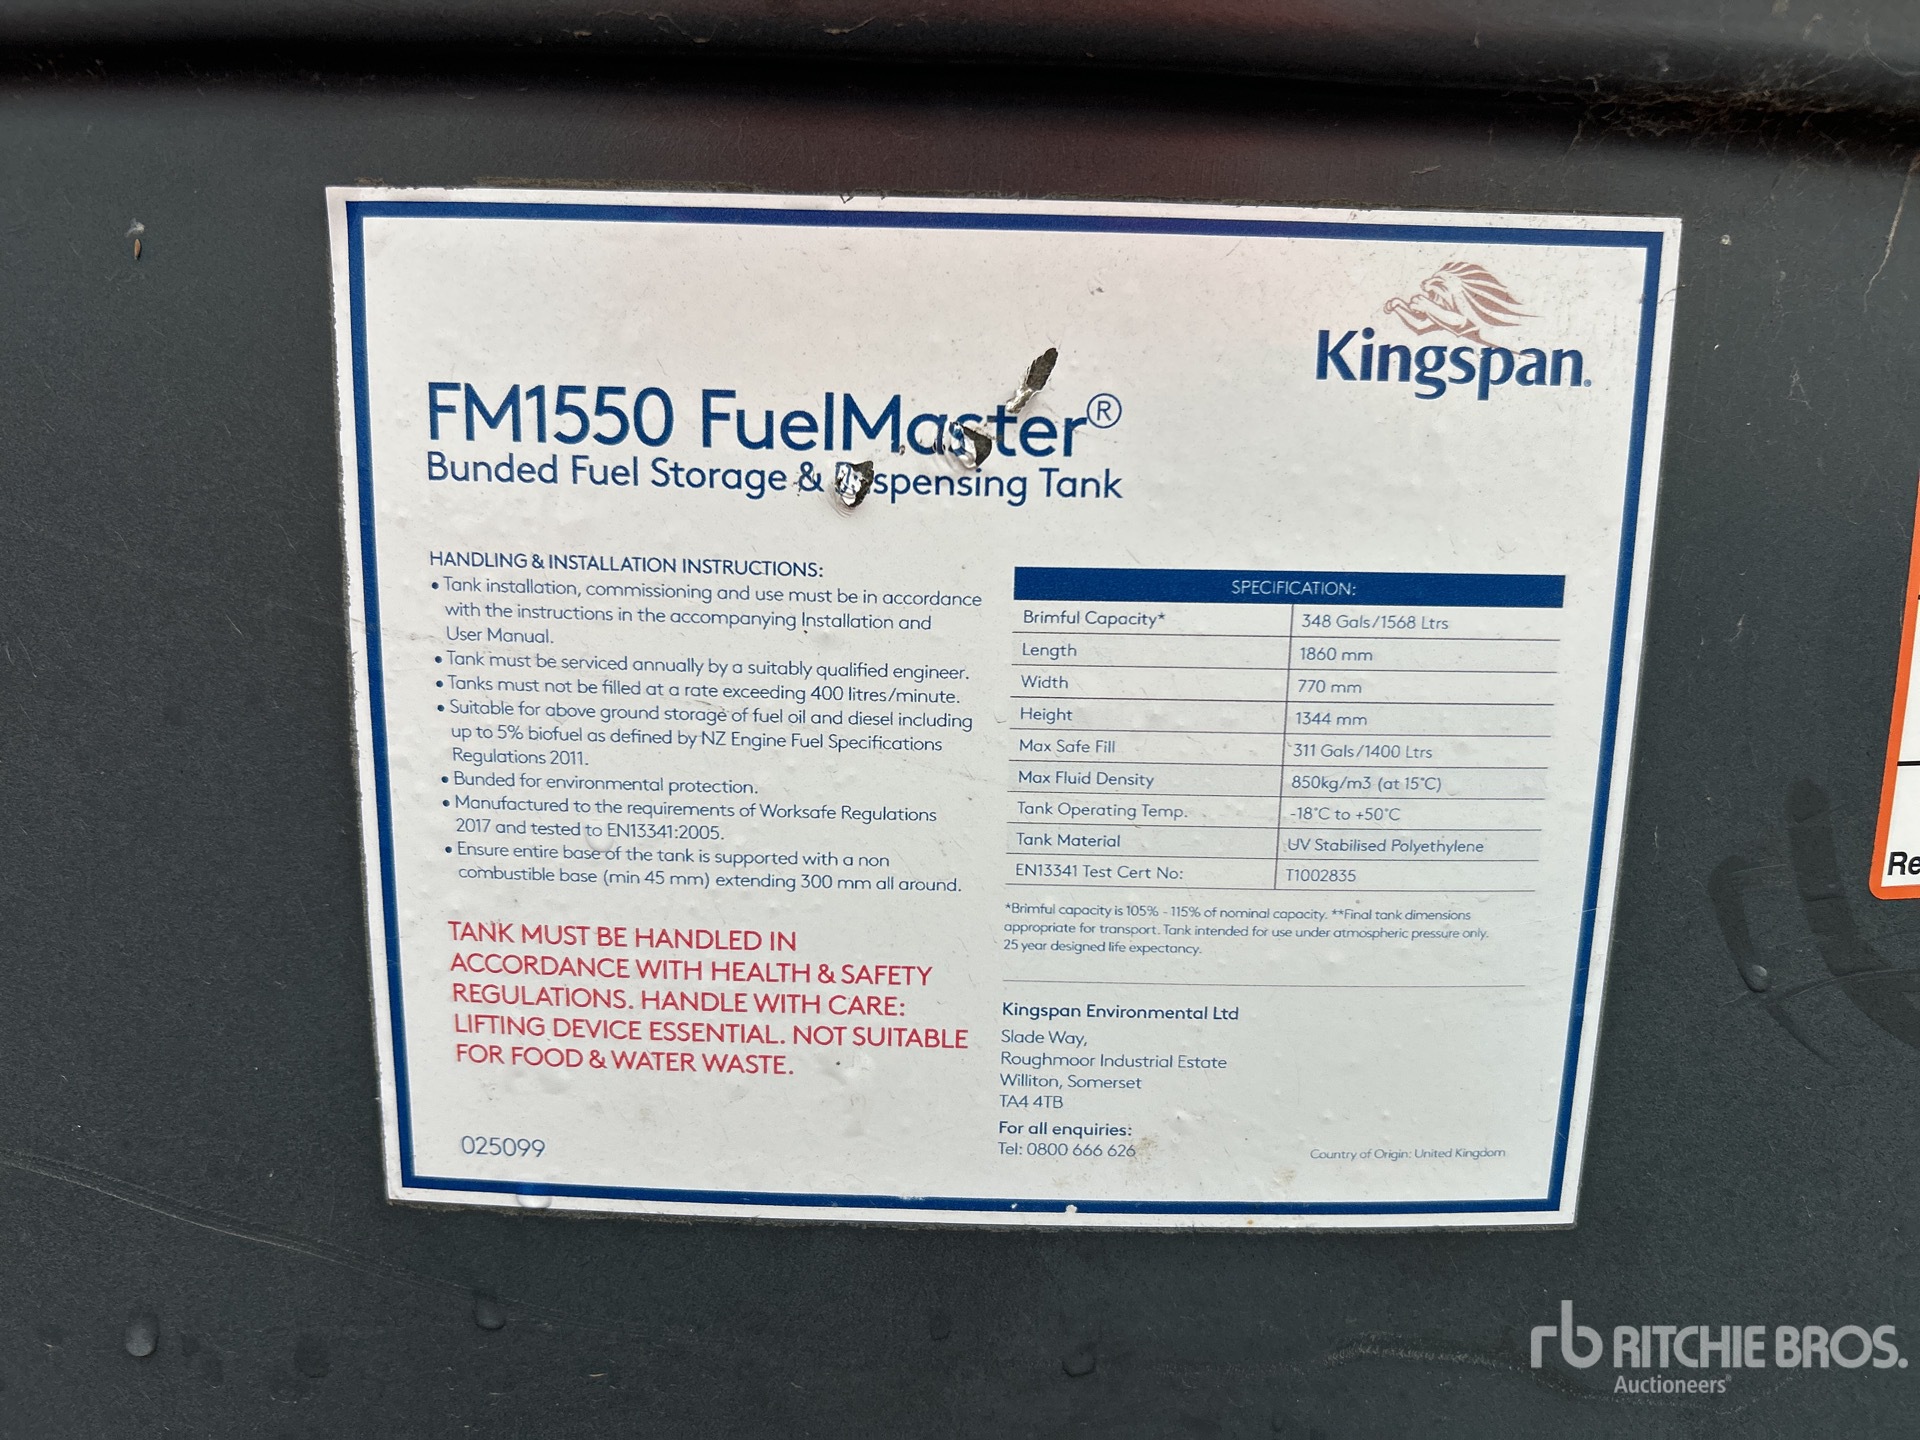 Kingspan®
FM1550 FuelMaster®
Bunded Fuel Storage & Dispensing Tank
HANDLING & INSTALLATION INSTRUCTIONS:
• Tank installation, commissioning and use must be in accordance
with the instructions in the accompanying Installation and
User Manual.
• Tank must be serviced annually by a suitably qualified engineer.
• Tanks must not be filled at a rate exceeding 400 litres/minute.
• Suitable for above ground storage of fuel oil and diesel including
up to 5% biofuel as defined by NZ Engine Fuel Specifications
Regulations 2011.
• Bunded for environmental protection.
• Manufactured to the requirements of Worksafe Regulations
2017 and tested to EN13341:2005.
• Ensure entire base of the tank is supported with a non
combustible base (min 45 mm) extending 300 mm all around.
TANK MUST BE HANDLED IN
ACCORDANCE WITH HEALTH & SAFETY
REGULATIONS. HANDLE WITH CARE:
LIFTING DEVICE ESSENTIAL. NOT SUITABLE
FOR FOOD & WATER WASTE.
025099
SPECIFICATION:
Brimful Capacity* 348 Gals/1568 Ltrs
Length 1860 mm
Width 770 mm
Height 1344 mm
Max Safe Fill 311 Gals/1400 Ltrs
Max Fluid Density 850kg/m3 (at 15°C)
Tank Operating Temp. -18°C to +50°C
Tank Material UV Stabilised Polyethylene
EN13341 Test Cert No: T1002835
*Brimful capacity is 105% - 115% of nominal capacity. **Final tank dimensions
appropriate for transport. Tank intended for use under atmospheric pressure only.
25 year designed life expectancy.
Kingspan Environmental Ltd
Slade Way,
Roughmoor Industrial Estate
Williton, Somerset
TA4 4TB
For all enquiries:
Tel: 0800 666 626
Country of Origin: United Kingdom
Re
rb RITCHIE BROS.
Auctioneers®